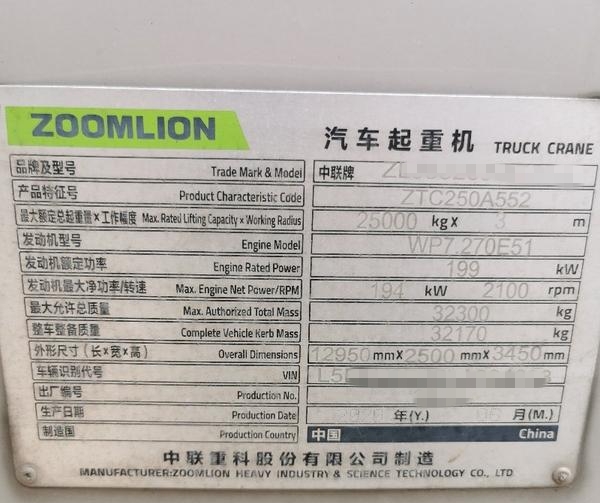 ZOOMLION 汽车起重机 TRUCK CRANE
品牌及型号 Trade Mark & Model 中联牌
产品特征号 Product Characteristic Code ZTC250A552
最大额定总起重量×工作幅度 Max. Rated Lifting Capacity × Working Radius 25000 kg X 3 m
发动机型号 Engine Model WP7.270E51
发动机额定功率 Engine Rated Power 199 kW
发动机最大净功率/转速 Max. Engine Net Power/RPM 194 kW 2100 rpm
最大允许总质量 Max. Authorized Total Mass 32300 kg
整车整备质量 Complete Vehicle Kerb Mass 32170 kg
外形尺寸（长×宽×高） Overall Dimensions 12950 mm X 2500 mm X 3450 mm
车辆识别代号 VIN
出厂编号 Production No.
生产日期 Production Date 年(Y.) 月(M.)
制造国 Production Country 中国 China
中联重科股份有限公司制造
MANUFACTURER:ZOOMLION HEAVY INDUSTRY & SCIENCE TECHNOLOGY CO., LTD